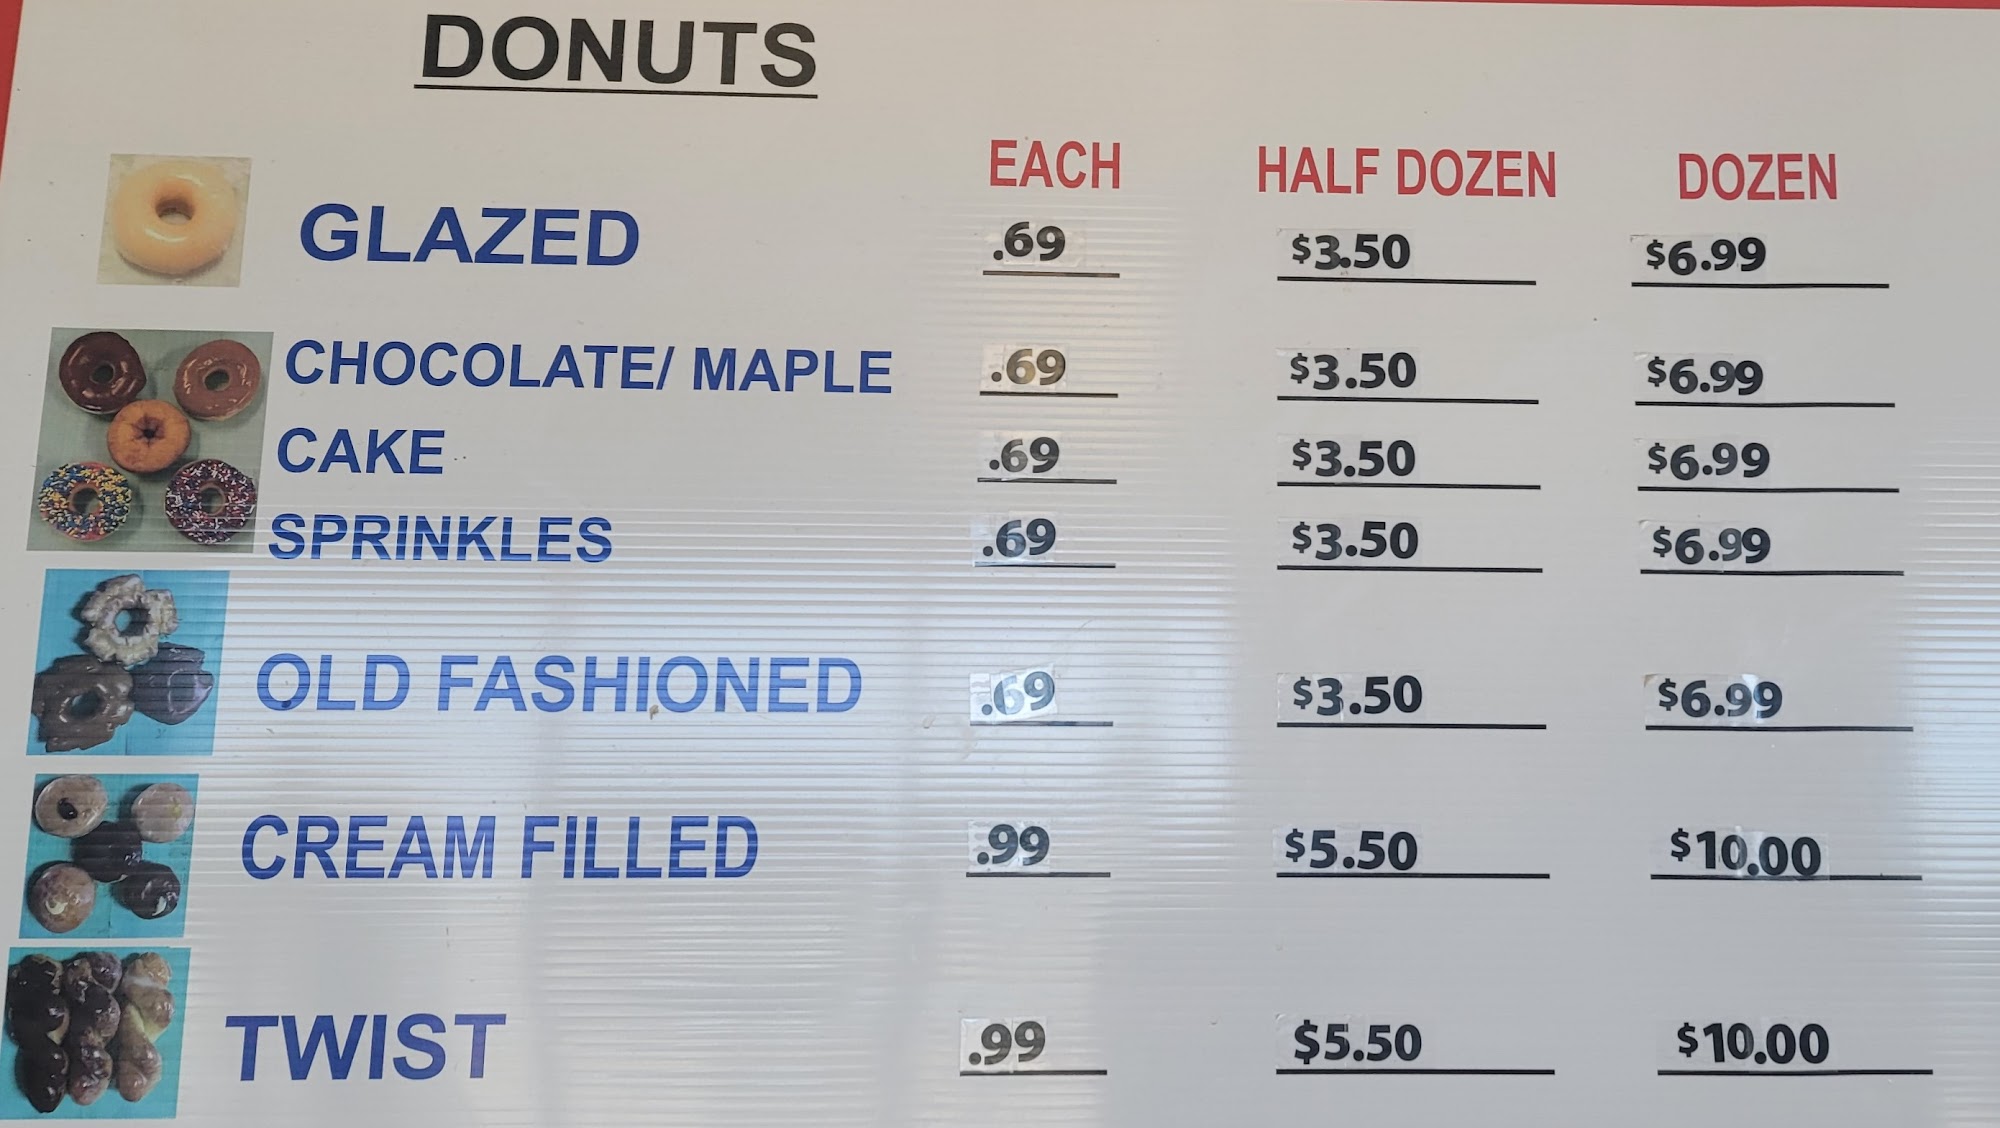 DONUTS
EACH HALF DOZEN DOZEN
GLAZED .69 $3.50 $6.99
CHOCOLATE/ MAPLE .69 $3.50 $6.99
CAKE .69 $3.50 $6.99
SPRINKLES .69 $3.50 $6.99
OLD FASHIONED .69 $3.50 $6.99
CREAM FILLED .99 $5.50 $10.00
TWIST .99 $5.50 $10.00